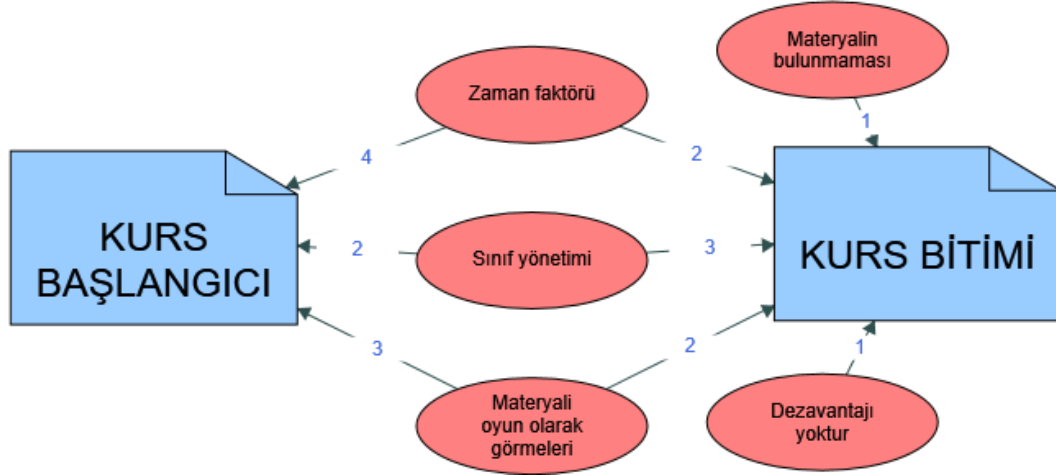 Materyalin
bulunmaması
Zaman faktörü
1
4
2
KURS
BAŞLANGICI
2
Sınıf yönetimi
3
KURS BİTİMİ
3
2
1
Materyali
oyun olarak
görmeleri
Dezavantajı
yoktur